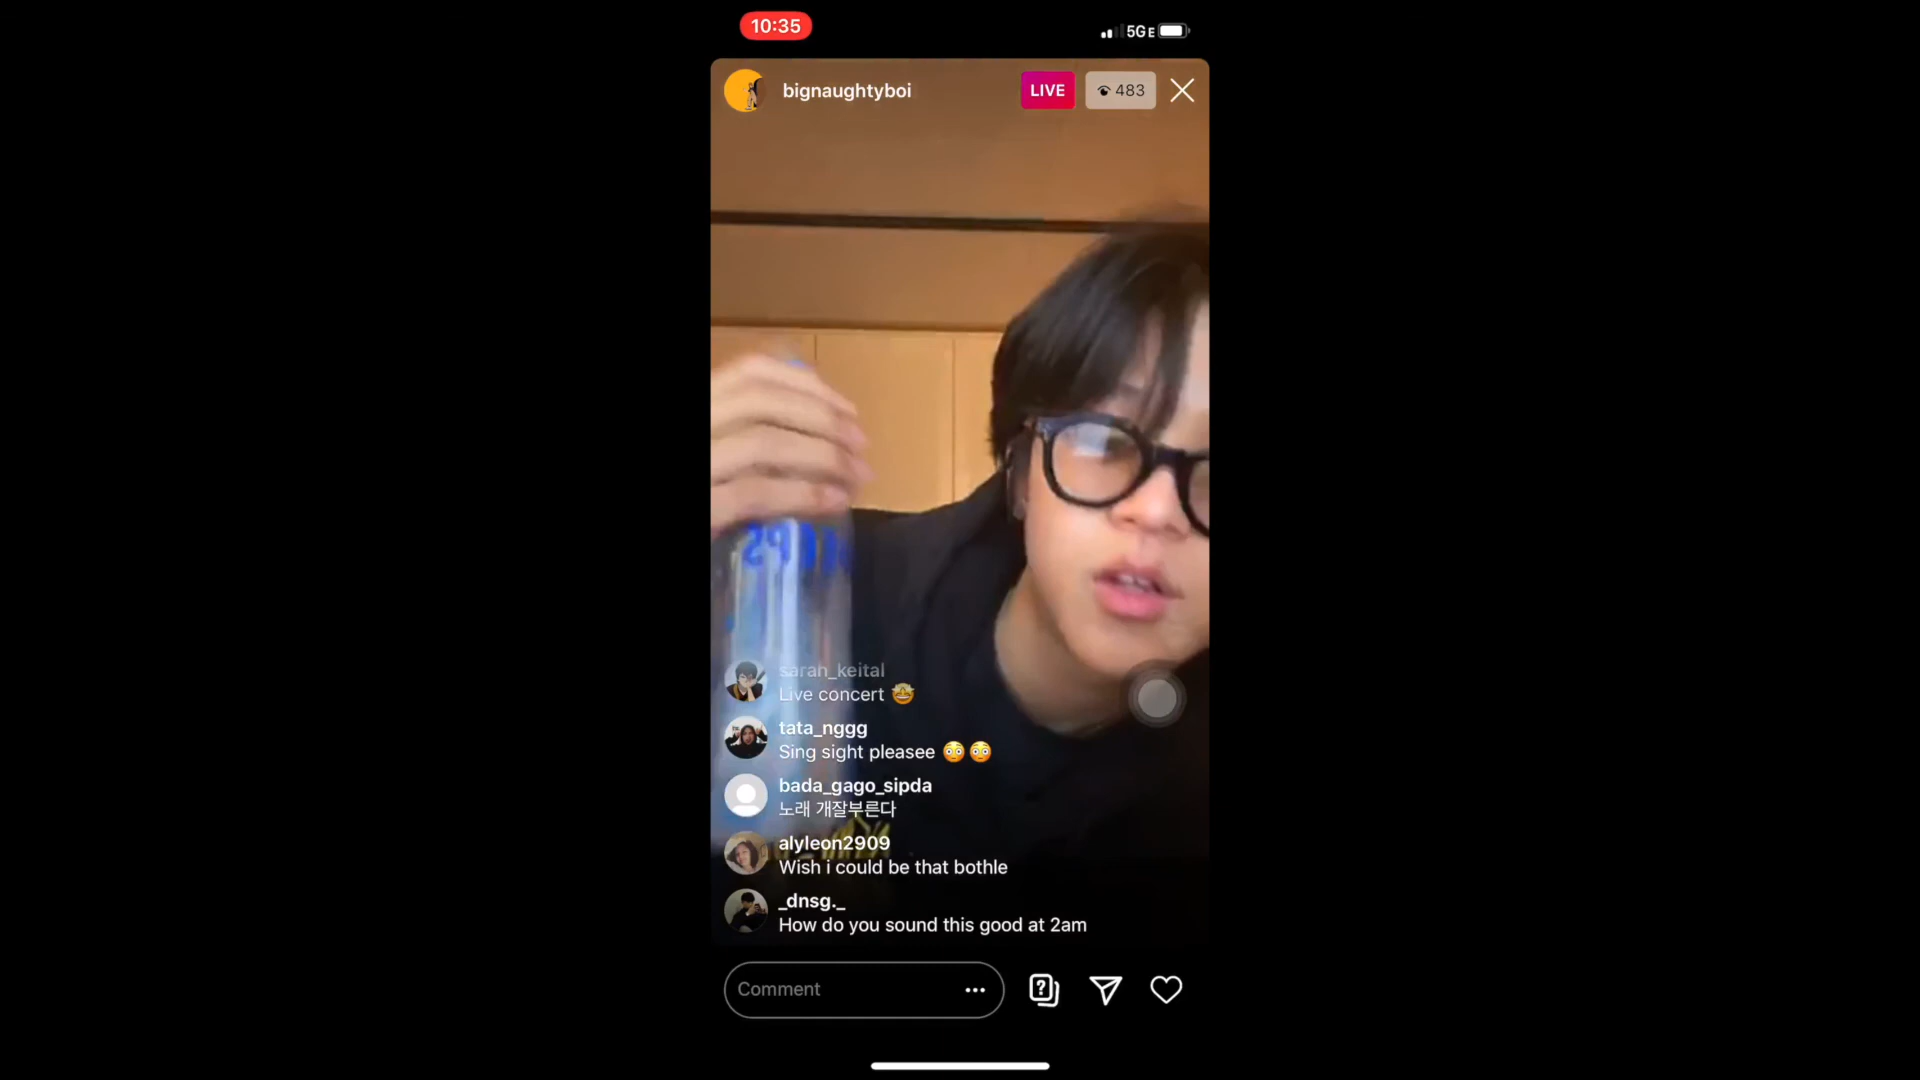 10:35
5GE
bignaughtyboi
LIVE
483
sarah_keital
Live concert 🤩
tata_nggg
Sing sight pleasee 😳😳
bada_gago_sipda
노래 개잘부른다
alyleon2909
Wish i could be that bothle
_dnsg._
How do you sound this good at 2am
Comment